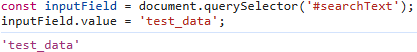 const inputField = document.querySelector('#searchText');
inputField.value = 'test_data';
'test_data'